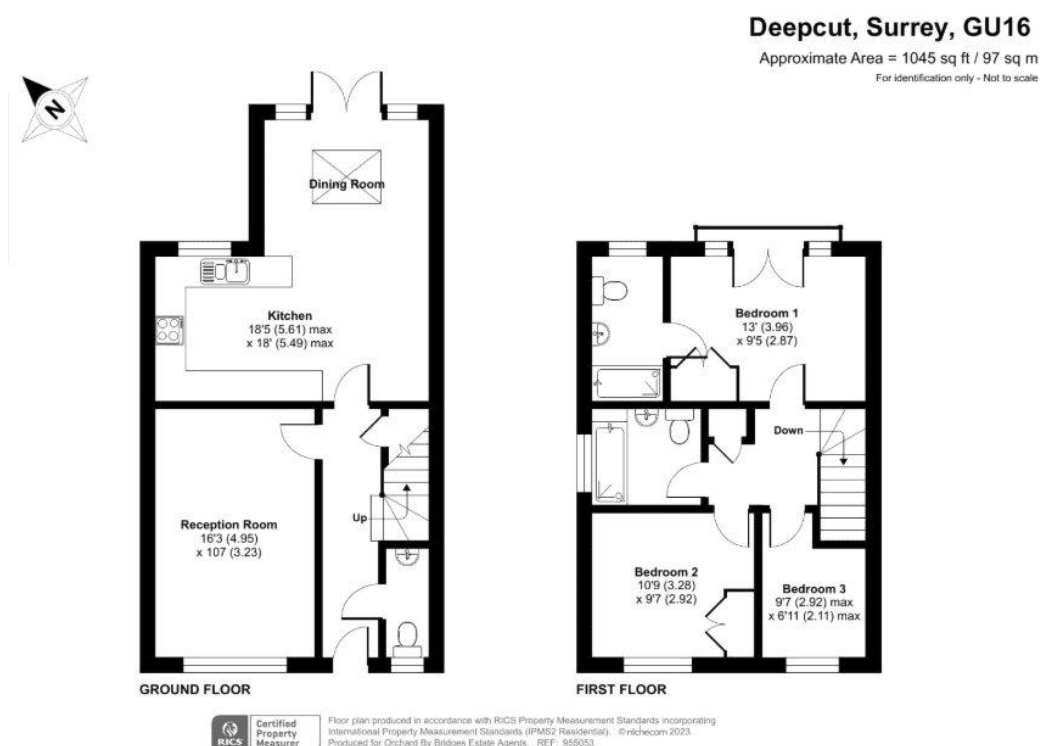 Deepcut, Surrey, GU16
Approximate Area = 1045 sq ft / 97 sq m
For identification only - Not to scale
N
Dining Room
Kitchen
18'5 (5.61) max
x 18' (5.49) max
Up
Reception Room
16'3 (4.95)
x 107 (3.23)
GROUND FLOOR
Bedroom 1
13' (3.96)
x 9'5 (2.87)
Down
Bedroom 2
10'9 (3.28)
x 9'7 (2.92)
Bedroom 3
9'7 (2.92) max
x 6'11 (2.11) max
FIRST FLOOR
RICS
Certified
Property
Measurer
Floor plan produced in accordance with RICS Property Measurement Standards incorporating
International Property Measurement Standards (IPMS2 Residential). © ntchecom 2023.
Produced for Orchard By Bridges Estate Agents. REF: 955053